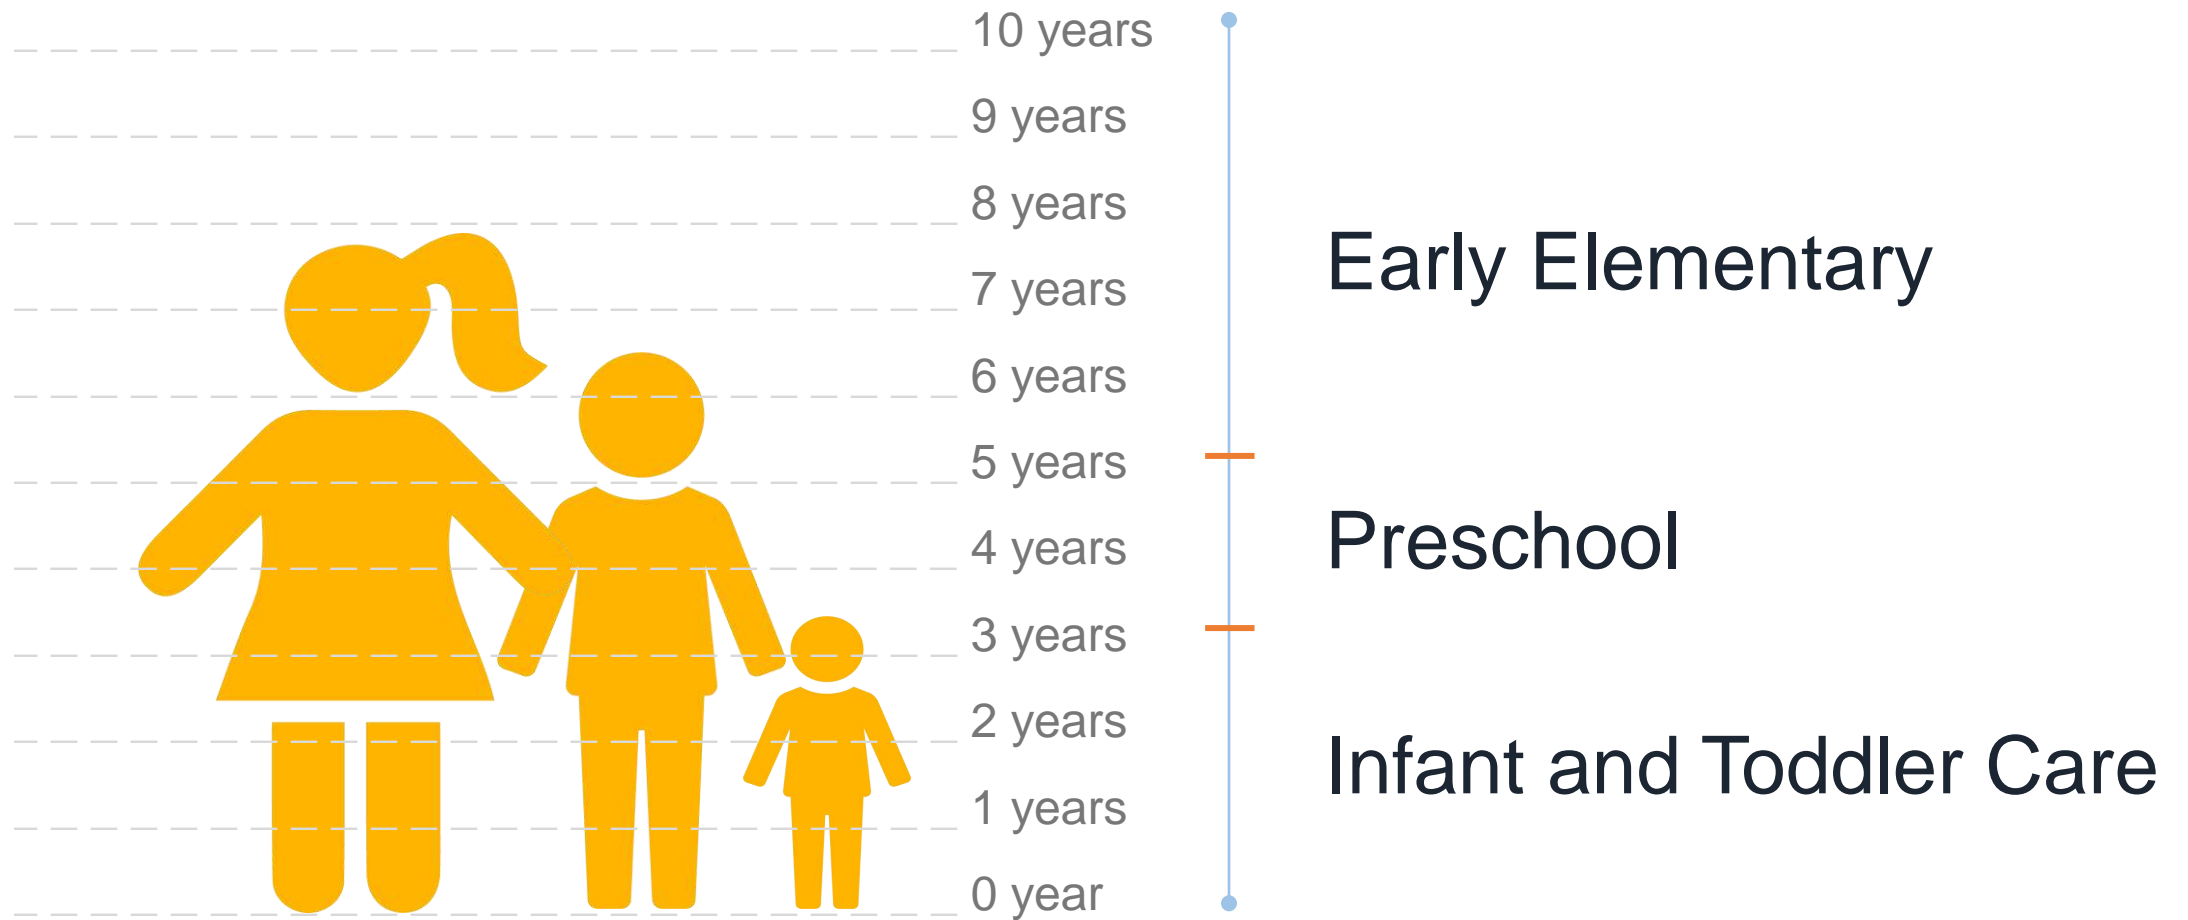 10 years
9 years
8 years
7 years
6 years
5 years
4 years
3 years
2 years
1 years
0 year
Early Elementary
Preschool
Infant and Toddler Care